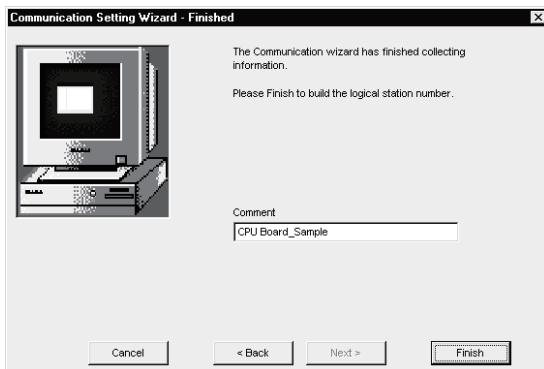 Communication Setting Wizard - Finished
The Communication wizard has finished collecting
information.
Please Finish to build the logical station number.
Comment
CPU Board_Sample
Cancel
< Back
Next >
Finish